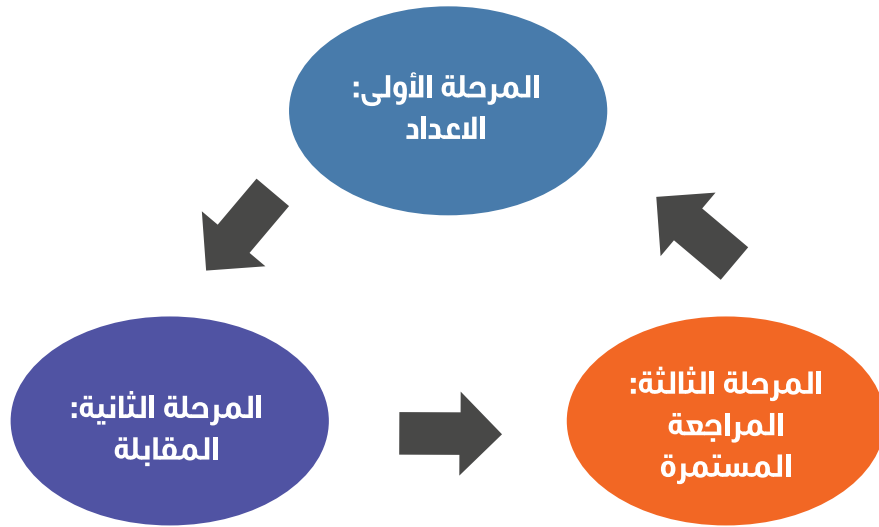 المرحلة الأولى:
الاعداد
المرحلة الثانية:
المقابلة
المرحلة الثالثة:
المراجعة
المستمرة